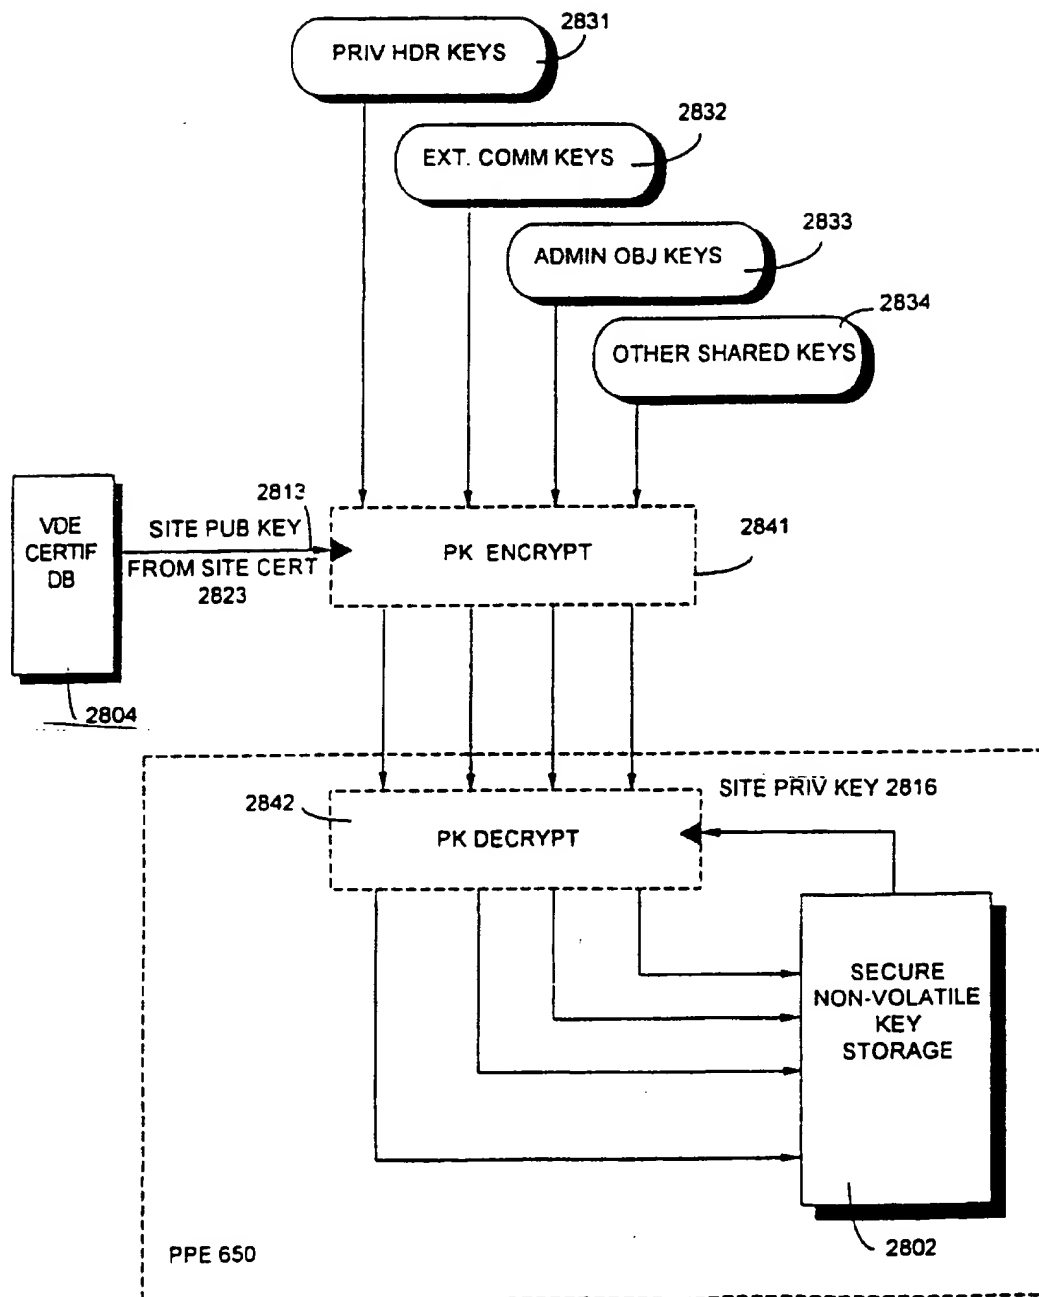 2831
PRIV HDR KEYS
2832
EXT. COMM KEYS
2833
ADMIN OBJ KEYS
2834
OTHER SHARED KEYS
VDE
CERTIF
DB
2813
SITE PUB KEY
FROM SITE CERT
2823
PK ENCRYPT
2841
2804
2842
PK DECRYPT
SITE PRIV KEY 2816
SECURE
NON-VOLATILE
KEY
STORAGE
2802
PPE 650